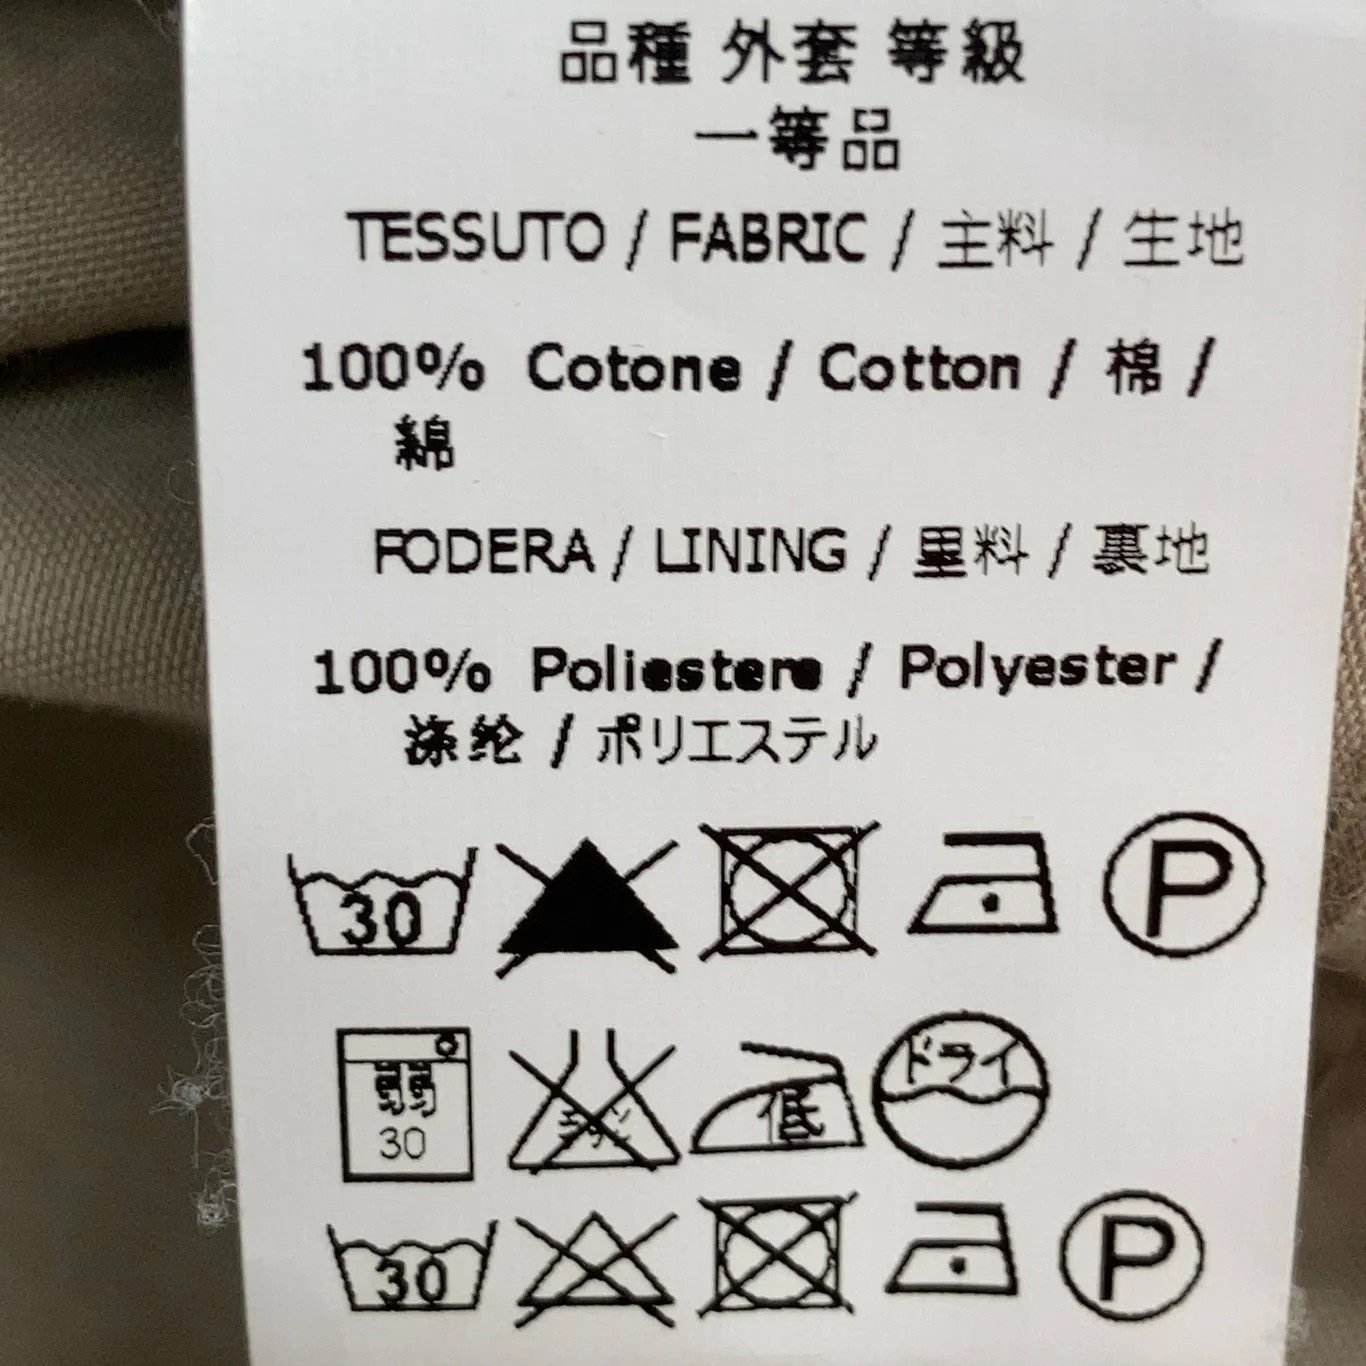 品種 外套 等級
一等品
TESSUTO / FABRIC / 主料 / 生地
100% Cotone / Cotton / 棉 /
綿
FODERA / LINING / 里料 / 裏地
100% Poliestere / Polyester /
涤纶 / ポリエステル
30 P
弱 低 ドライ
30
30 P